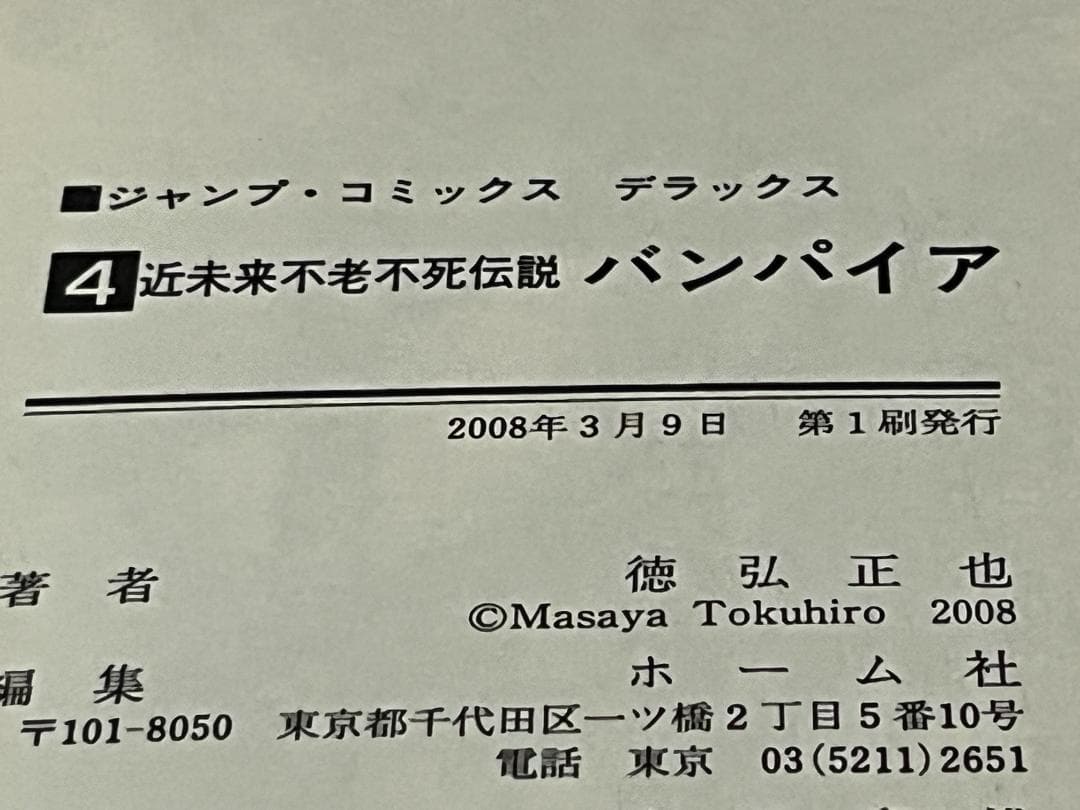 ■ジャンプ・コミックス デラックス
4 近未来不老不死伝説 バンパイア
2008年3月9日 第1刷発行
著者 徳弘正也
©Masaya Tokuhiro 2008
編集 ホーム社
〒101-8050 東京都千代田区一ツ橋2丁目5番10号
電話 東京 03(5211)2651